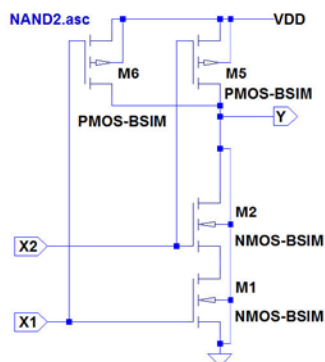 NAND2.asc
VDD
M6
M5
PMOS-BSIM
PMOS-BSIM
Y
M2
X2
NMOS-BSIM
M1
X1
NMOS-BSIM